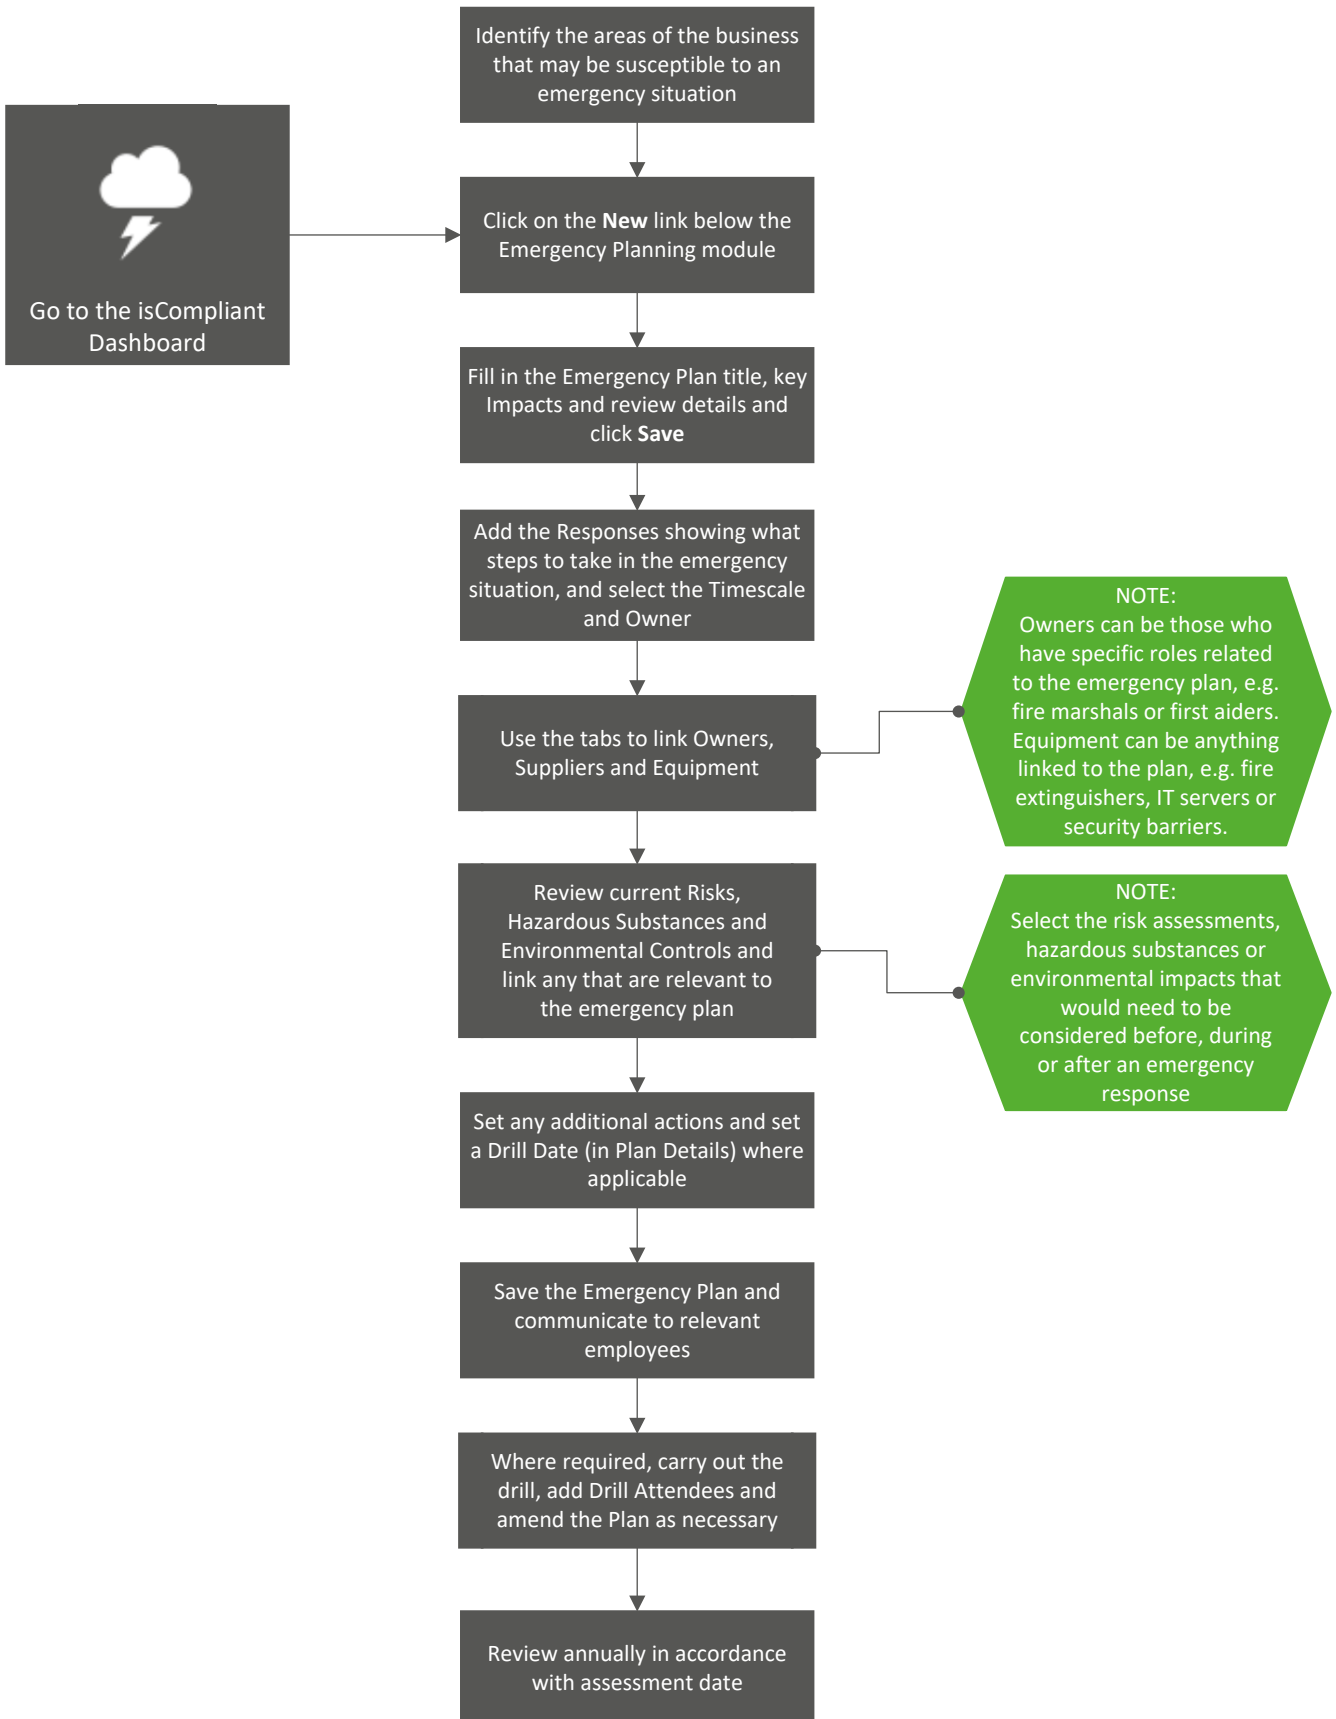 Identify the areas of the business
that may be susceptible to an
emergency situation
Go to the isCompliant
Dashboard
Click on the New link below the
Emergency Planning module
Fill in the Emergency Plan title, key
Impacts and review details and
click Save
Add the Responses showing what
steps to take in the emergency
situation, and select the Timescale
and Owner
Use the tabs to link Owners,
Suppliers and Equipment
NOTE:
Owners can be those who
have specific roles related
to the emergency plan, e.g.
fire marshals or first aiders.
Equipment can be anything
linked to the plan, e.g. fire
extinguishers, IT servers or
security barriers.
Review current Risks,
Hazardous Substances and
Environmental Controls and
link any that are relevant to
the emergency plan
NOTE:
Select the risk assessments,
hazardous substances or
environmental impacts that
would need to be
considered before, during
or after an emergency
response
Set any additional actions and set
a Drill Date (in Plan Details) where
applicable
Save the Emergency Plan and
communicate to relevant
employees
Where required, carry out the
drill, add Drill Attendees and
amend the Plan as necessary
Review annually in accordance
with assessment date